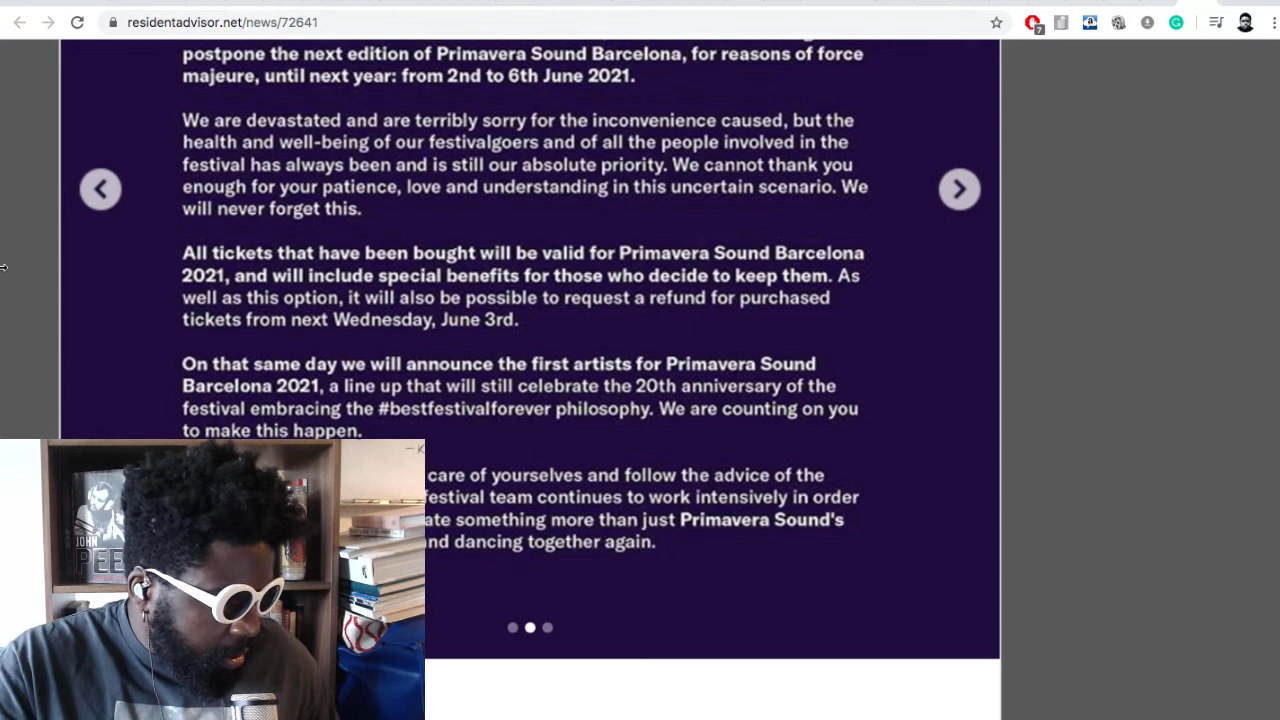 residentadvisor.net/news/72641
7
postpone the next edition of Primavera Sound Barcelona, for reasons of force
majeure, until next year: from 2nd to 6th June 2021.
We are devastated and are terribly sorry for the inconvenience caused, but the
health and well-being of our festivalgoers and of all the people involved in the
festival has always been and is still our absolute priority. We cannot thank you
enough for your patience, love and understanding in this uncertain scenario. We
will never forget this.
All tickets that have been bought will be valid for Primavera Sound Barcelona
2021, and will include special benefits for those who decide to keep them. As
well as this option, it will also be possible to request a refund for purchased
tickets from next Wednesday, June 3rd.
On that same day we will announce the first artists for Primavera Sound
Barcelona 2021, a line up that will still celebrate the 20th anniversary of the
festival embracing the #bestfestivalforever philosophy. We are counting on you
to make this happen.
care of yourselves and follow the advice of the
festival team continues to work intensively in order
ate something more than just Primavera Sound's
nd dancing together again.
JOHN
PEE